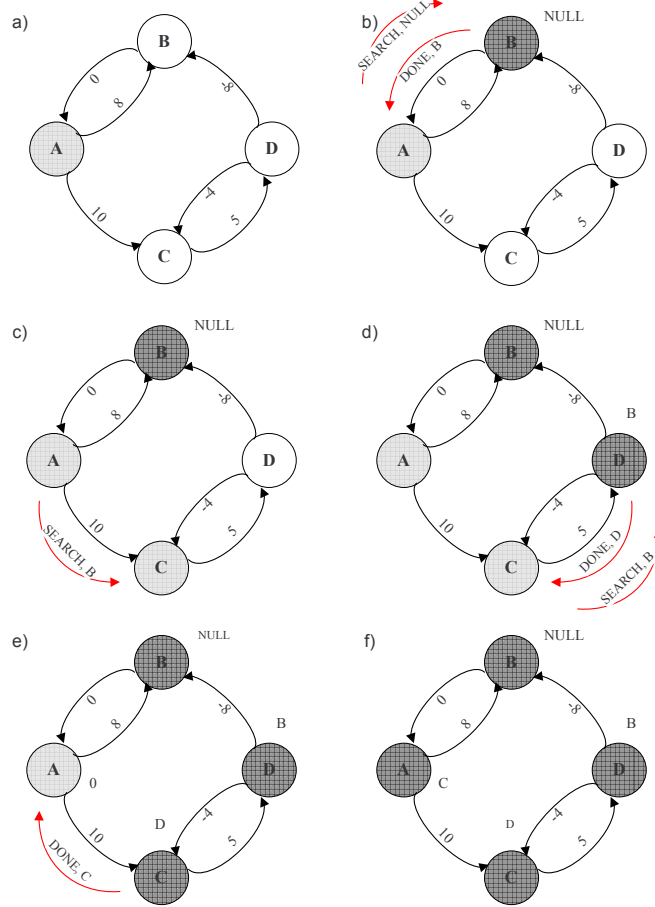 a)
B
0
8
-8
A
D
-4
10
5
C
b)
SEARCH, NULL
NULL
DONE, B
B
0
8
-8
A
D
-4
10
5
C
c)
NULL
B
0
8
-8
A
D
-4
10
5
SEARCH, B
C
d)
NULL
B
0
8
-8
B
A
D
-4
10
5
C
DONE, D
SEARCH, B
e)
NULL
B
0
8
-8
B
A
D
0
-4
D
10
5
DONE, C
C
f)
NULL
B
0
8
-8
B
A
D
C
-4
D
10
5
C